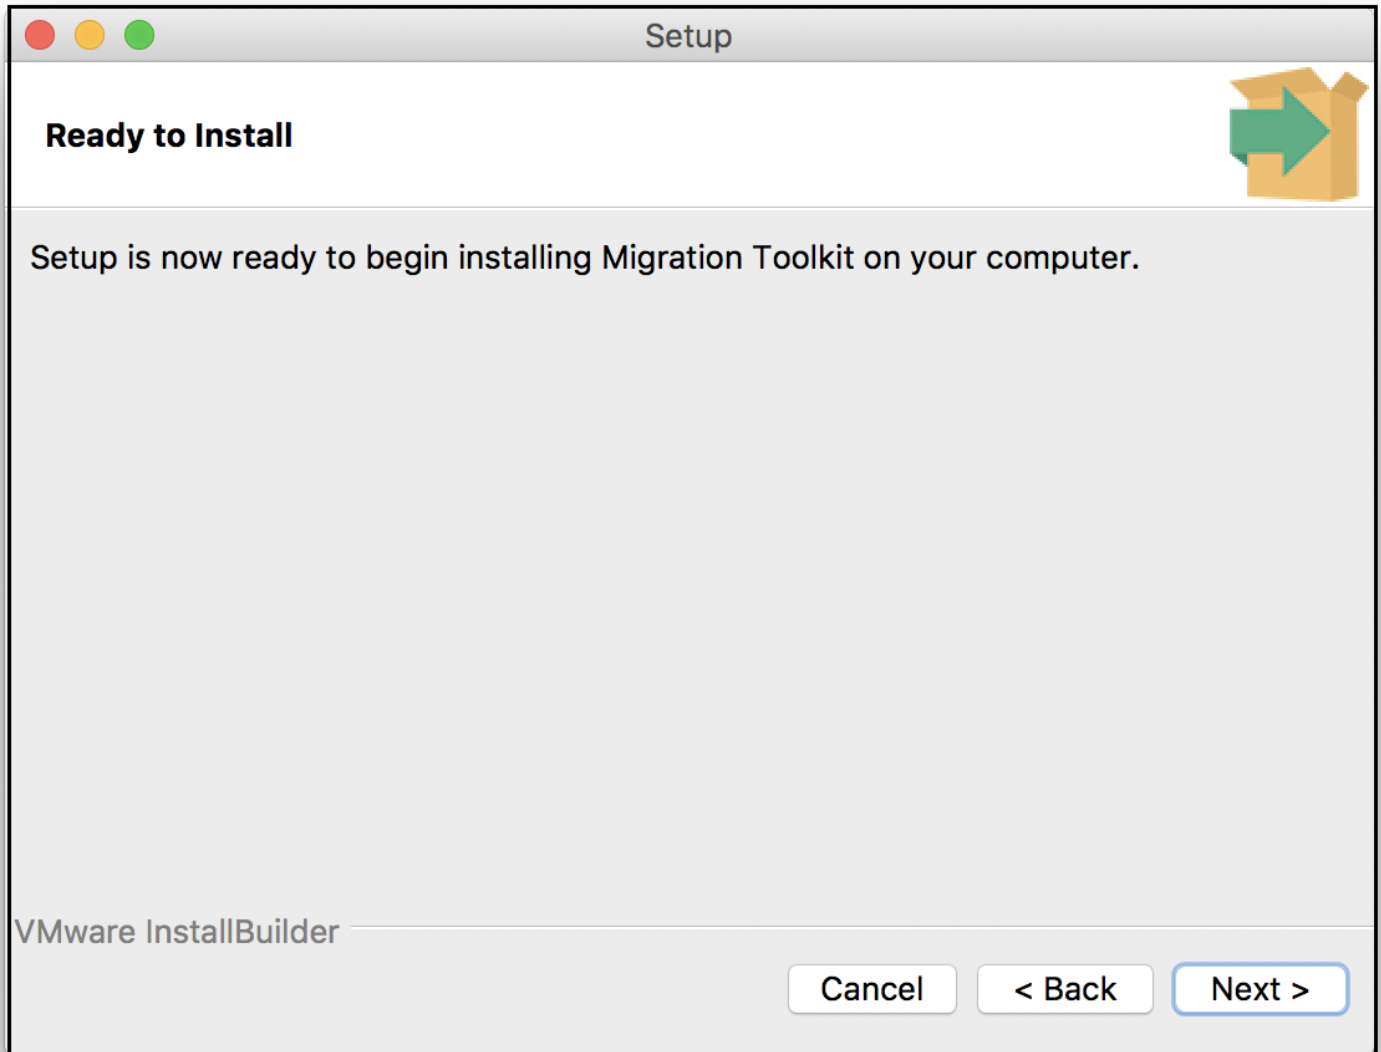 Setup
Ready to Install
Setup is now ready to begin installing Migration Toolkit on your computer.
VMware InstallBuilder
Cancel
< Back
Next >